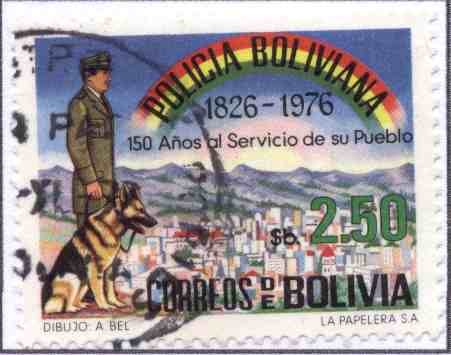 POLICIA BOLIVIANA
1826-1976
150 Años al Servicio de su Pueblo
$b. 2.50
CORREOS DE BOLIVIA
DIBUJO: A. BEL
LA PAPELERA S.A.